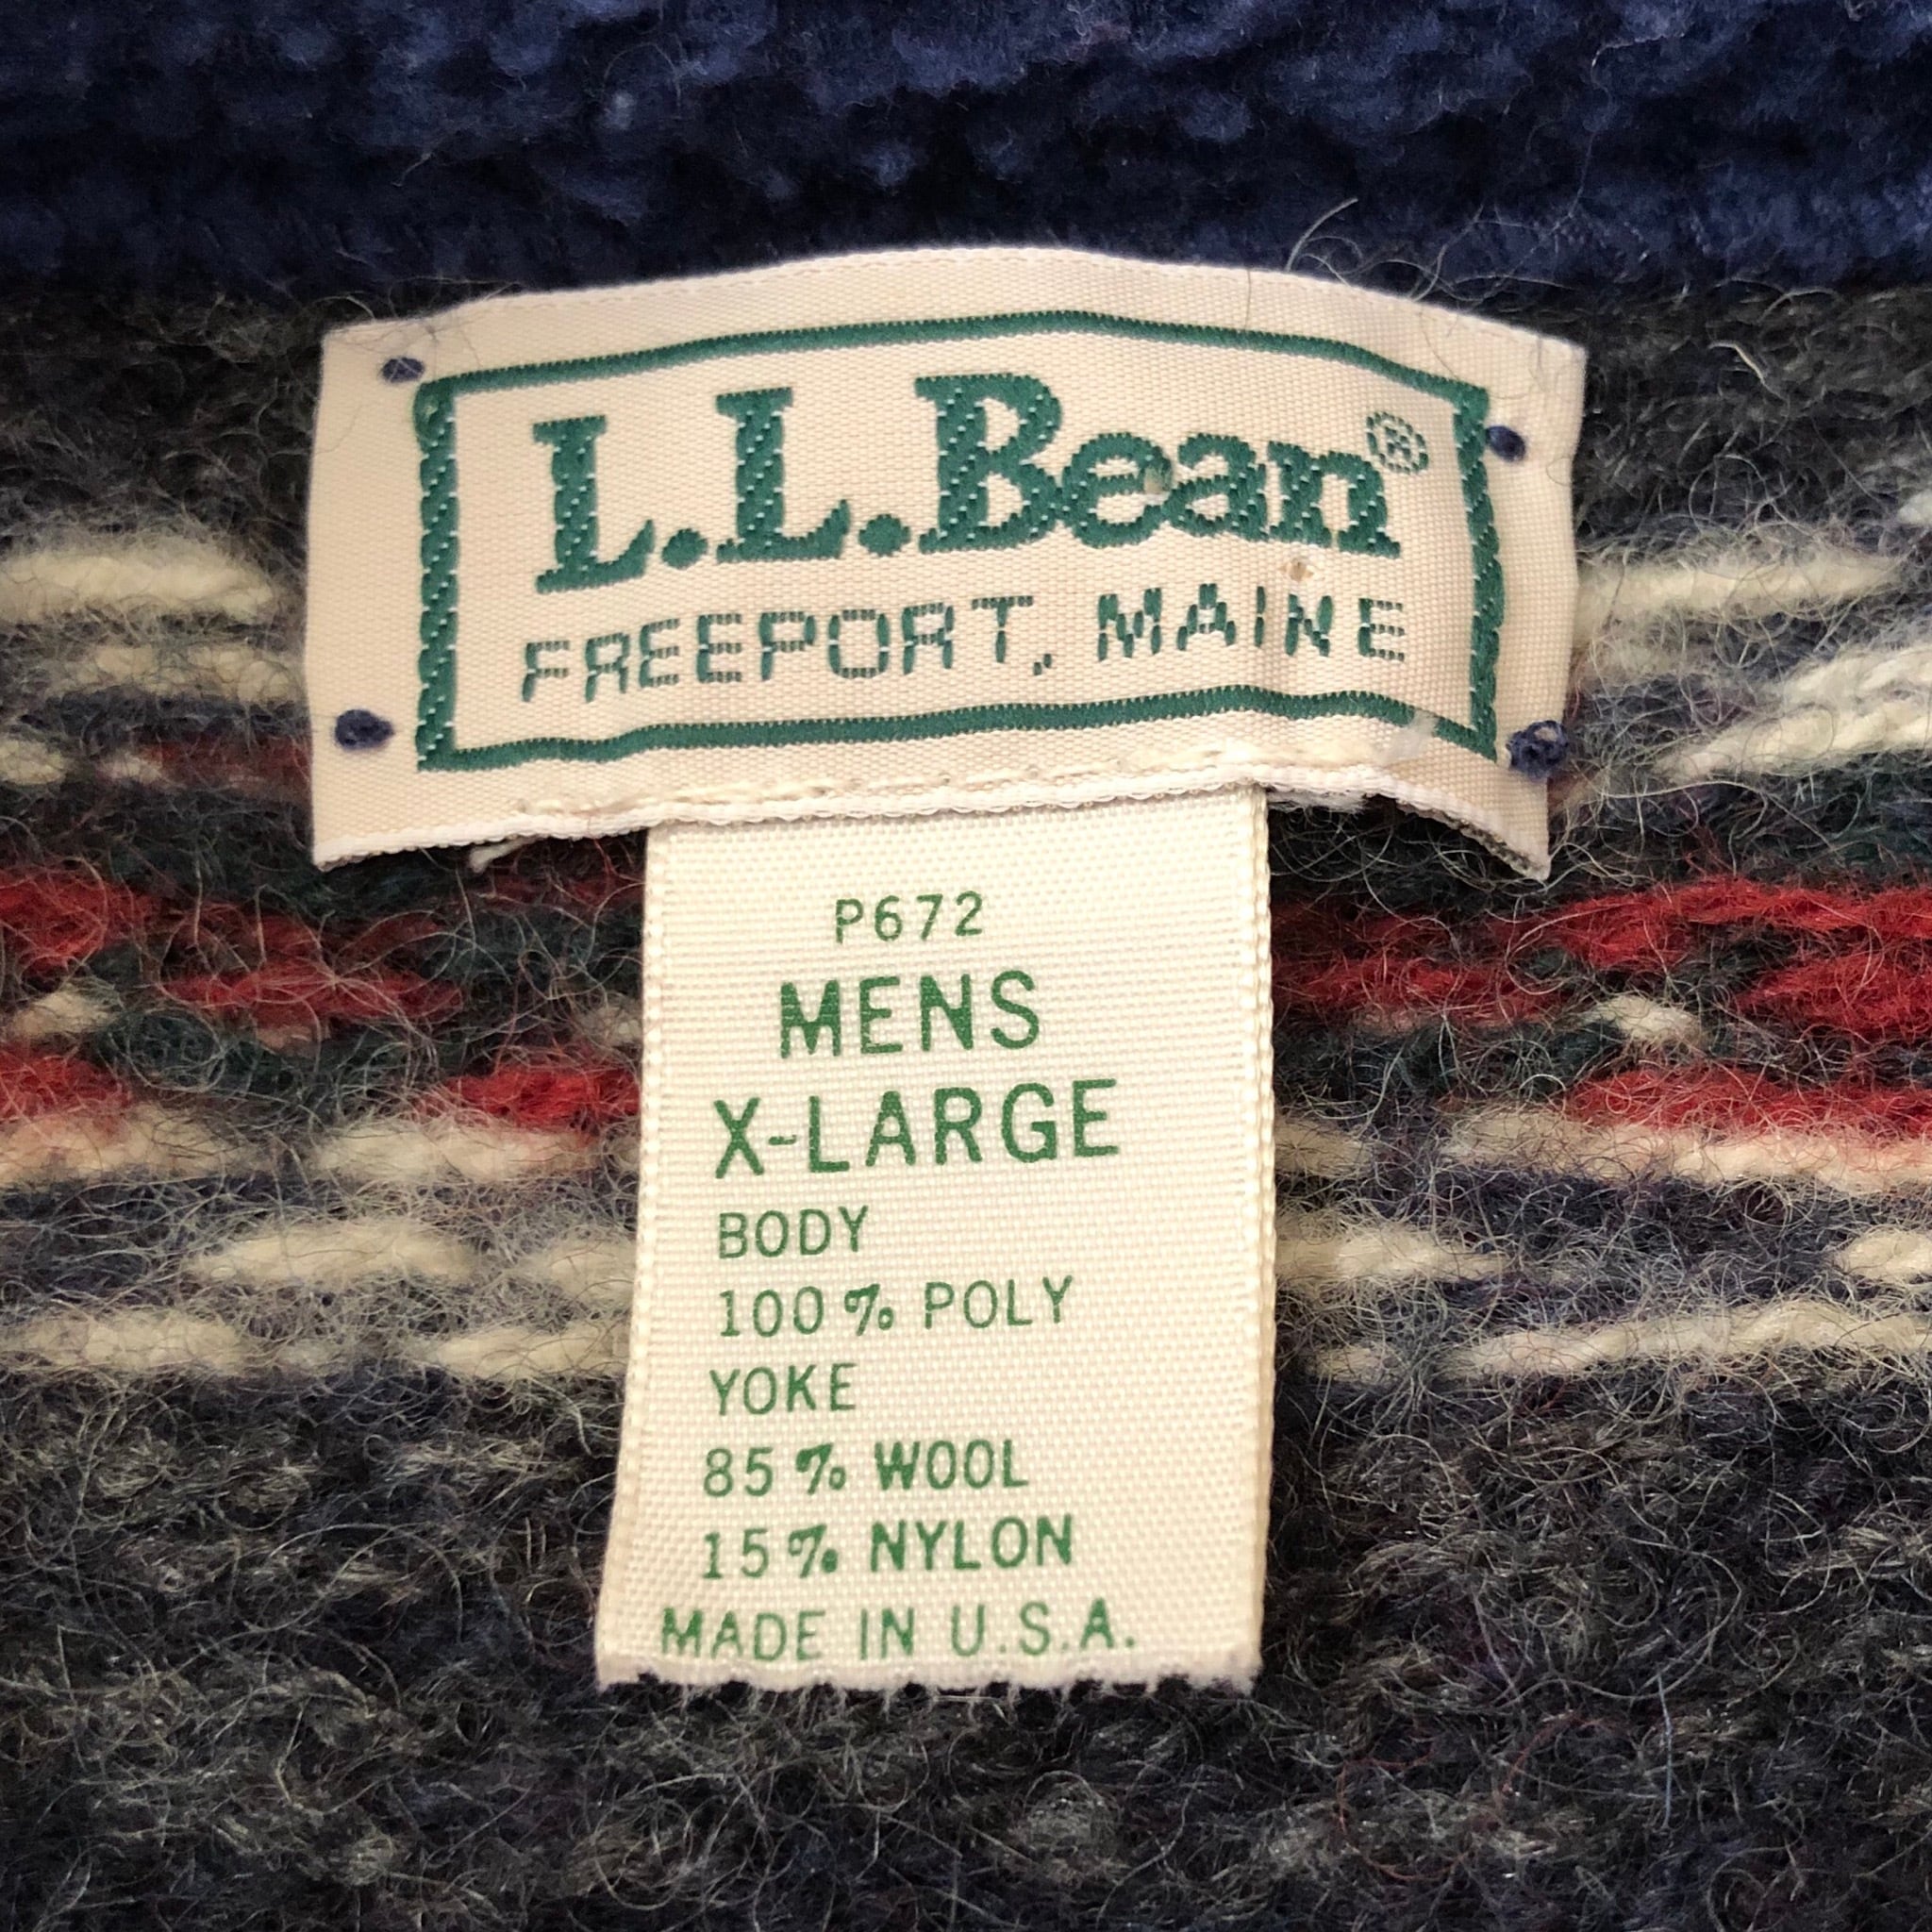 L.L.Bean®
FREEPORT, MAINE
P672
MENS
X-LARGE
BODY
100% POLY
YOKE
85% WOOL
15% NYLON
MADE IN U.S.A.